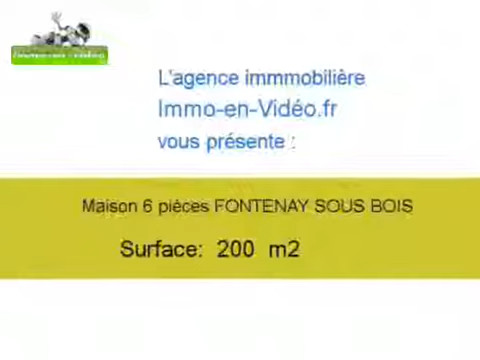 L'agence immmobilière
Immo-en-Vidéo.fr
vous présente :
Maison 6 pièces FONTENAY SOUS BOIS
Surface: 200 m2